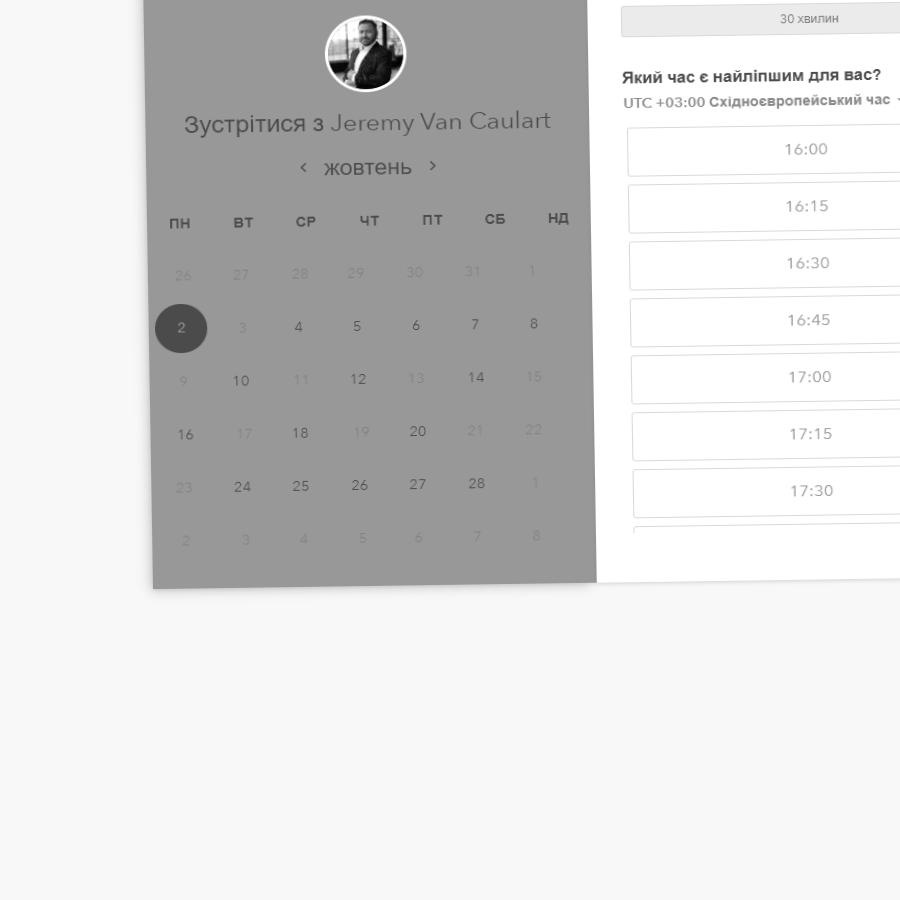 Зустрітися з Jeremy Van Caulart
жовтень
ПН ВТ СР ЧТ ПТ СБ НД
26 27 28 29 30 31 1
2 3 4 5 6 7 8
9 10 11 12 13 14 15
16 17 18 19 20 21 22
23 24 25 26 27 28 1
2 3 4 5 6 7 8
30 хвилин
Який час є найліпшим для вас?
UTC +03:00 Східноєвропейський час
16:00
16:15
16:30
16:45
17:00
17:15
17:30